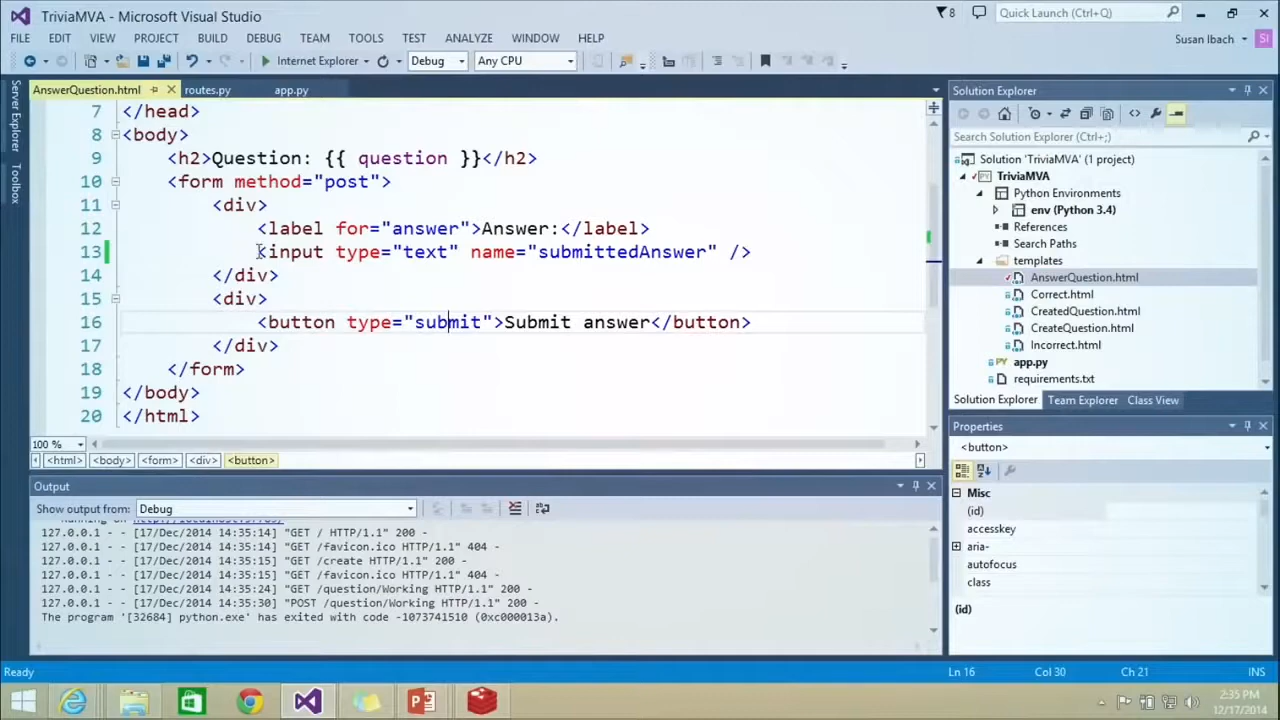 TriviaMVA - Microsoft Visual Studio
8
Quick Launch (Ctrl+Q)
FILE EDIT VIEW PROJECT BUILD DEBUG TEAM TOOLS TEST ANALYZE WINDOW HELP
Susan Ibach SI
Internet Explorer Debug Any CPU
Server Explorer
Toolbox
AnswerQuestion.html routes.py app.py
7 </head>
8 <body>
9 <h2>Question: {{ question }}</h2>
10 <form method="post">
11 <div>
12 <label for="answer">Answer:</label>
13 <input type="text" name="submittedAnswer" />
14 </div>
15 <div>
16 <button type="submit">Submit answer</button>
17 </div>
18 </form>
19 </body>
20 </html>
100 %
<html> <body> <form> <div> <button>
Output
Show output from: Debug
127.0.0.1 - - [17/Dec/2014 14:35:14] "GET / HTTP/1.1" 200 -
127.0.0.1 - - [17/Dec/2014 14:35:14] "GET /favicon.ico HTTP/1.1" 404 -
127.0.0.1 - - [17/Dec/2014 14:35:15] "GET /create HTTP/1.1" 200 -
127.0.0.1 - - [17/Dec/2014 14:35:15] "GET /favicon.ico HTTP/1.1" 404 -
127.0.0.1 - - [17/Dec/2014 14:35:24] "GET /question/Working HTTP/1.1" 200 -
127.0.0.1 - - [17/Dec/2014 14:35:30] "POST /question/Working HTTP/1.1" 200 -
The program '[32684] python.exe' has exited with code -1073741510 (0xc000013a).
Solution Explorer
Search Solution Explorer (Ctrl+;)
Solution 'TriviaMVA' (1 project)
TriviaMVA
Python Environments
env (Python 3.4)
References
Search Paths
templates
AnswerQuestion.html
Correct.html
CreatedQuestion.html
CreateQuestion.html
Incorrect.html
app.py
requirements.txt
Solution Explorer Team Explorer Class View
Properties
<button>
Misc
(id)
accesskey
aria-
autofocus
class
(id)
Ready Ln 16 Col 30 Ch 21 INS
2:35 PM
12/17/2014